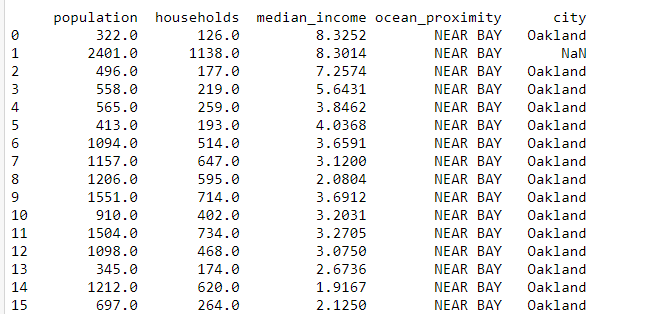 population households median_income ocean_proximity city
0 322.0 126.0 8.3252 NEAR BAY Oakland
1 2401.0 1138.0 8.3014 NEAR BAY NaN
2 496.0 177.0 7.2574 NEAR BAY Oakland
3 558.0 219.0 5.6431 NEAR BAY Oakland
4 565.0 259.0 3.8462 NEAR BAY Oakland
5 413.0 193.0 4.0368 NEAR BAY Oakland
6 1094.0 514.0 3.6591 NEAR BAY Oakland
7 1157.0 647.0 3.1200 NEAR BAY Oakland
8 1206.0 595.0 2.0804 NEAR BAY Oakland
9 1551.0 714.0 3.6912 NEAR BAY Oakland
10 910.0 402.0 3.2031 NEAR BAY Oakland
11 1504.0 734.0 3.2705 NEAR BAY Oakland
12 1098.0 468.0 3.0750 NEAR BAY Oakland
13 345.0 174.0 2.6736 NEAR BAY Oakland
14 1212.0 620.0 1.9167 NEAR BAY Oakland
15 697.0 264.0 2.1250 NEAR BAY Oakland